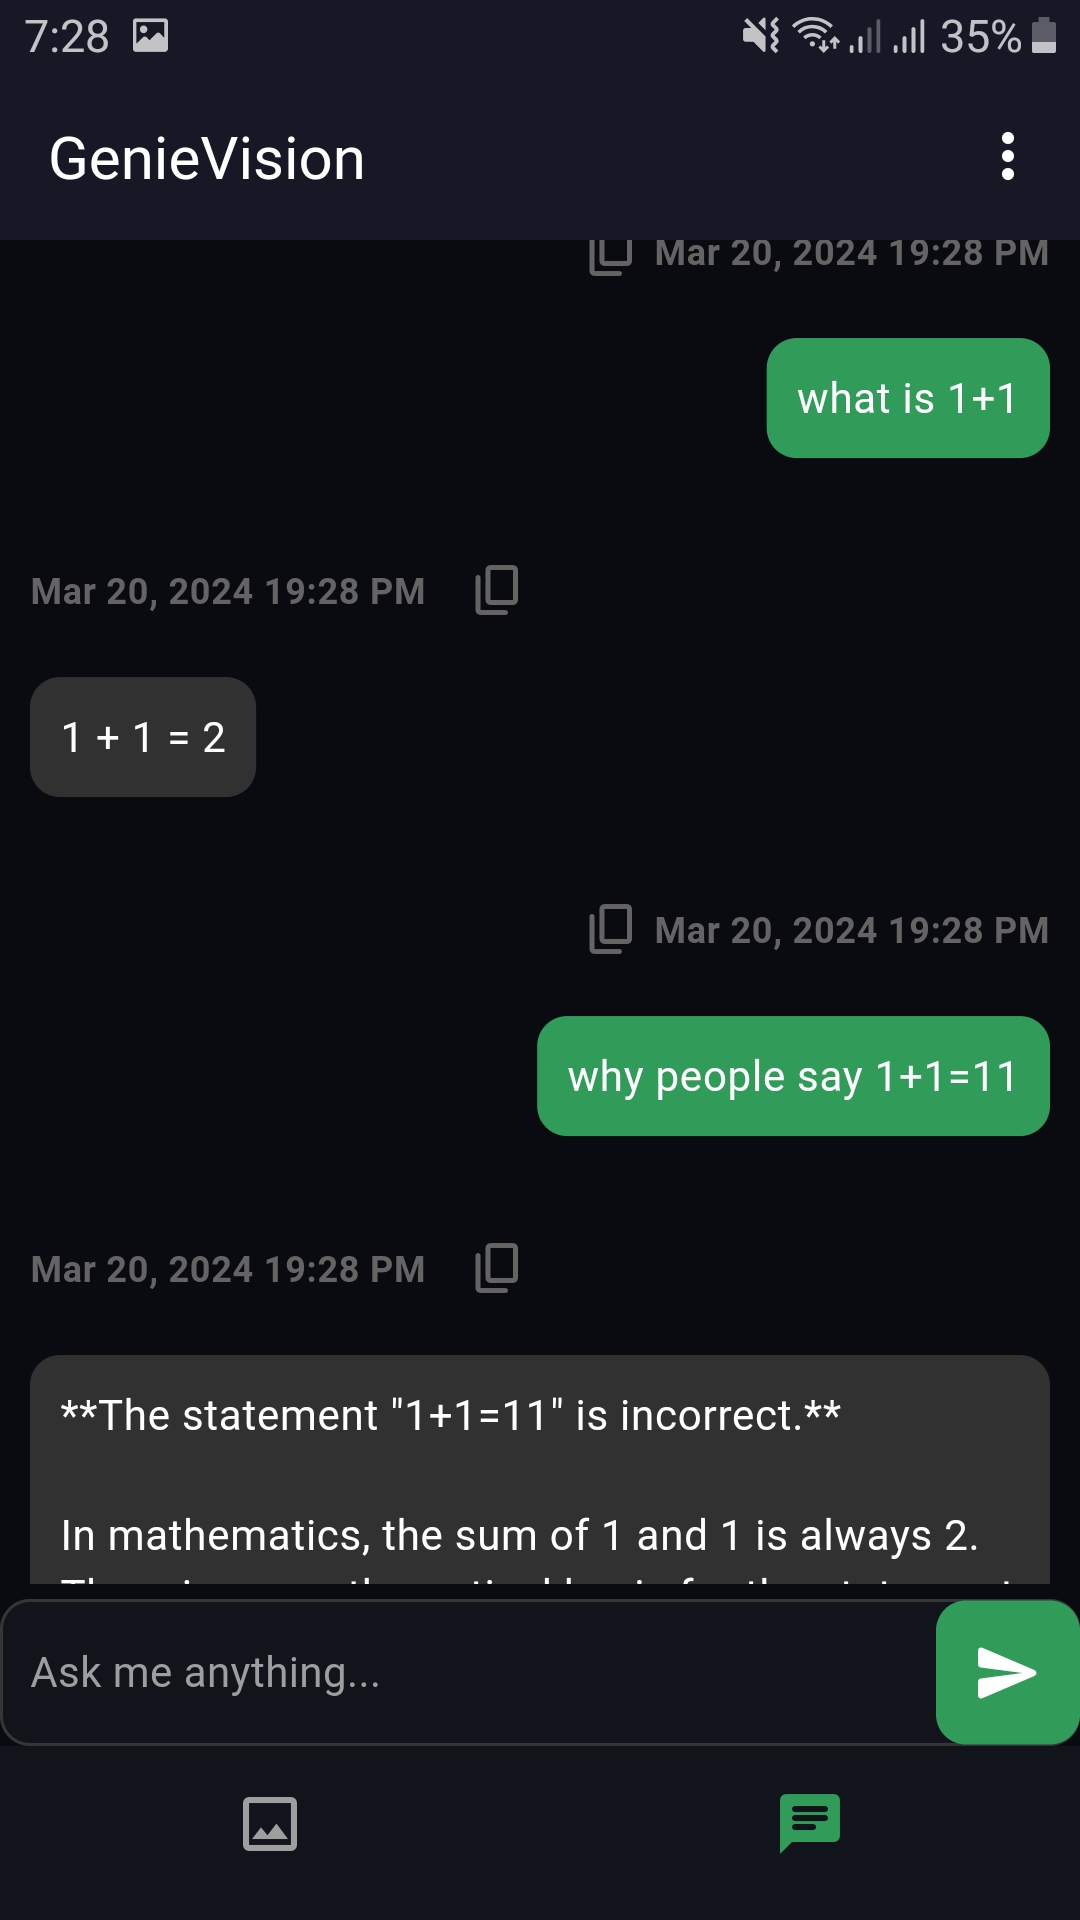 7:28 35%
GenieVision
Mar 20, 2024 19:28 PM
what is 1+1
Mar 20, 2024 19:28 PM
1 + 1 = 2
Mar 20, 2024 19:28 PM
why people say 1+1=11
Mar 20, 2024 19:28 PM
**The statement "1+1=11" is incorrect.**
In mathematics, the sum of 1 and 1 is always 2.
Ask me anything...